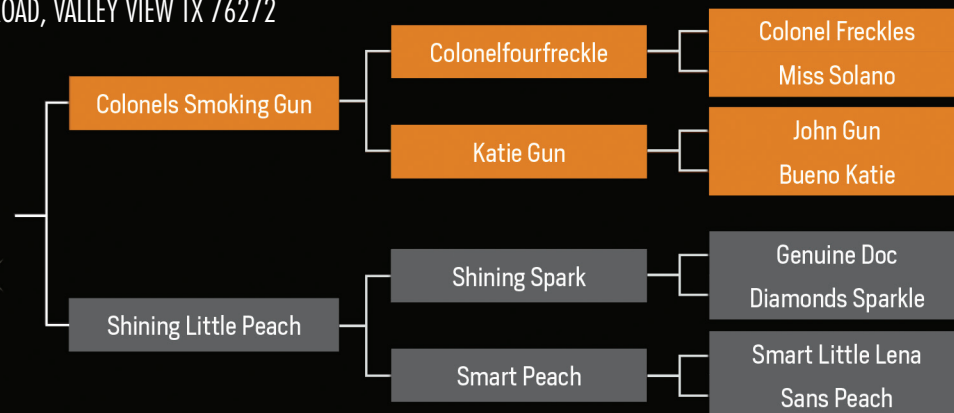 ROAD, VALLEY VIEW TX 76272
Colonelfourfreckle
Colonel Freckles
Miss Solano
Colonels Smoking Gun
Katie Gun
John Gun
Bueno Katie
Shining Spark
Genuine Doc
Diamonds Sparkle
Shining Little Peach
Smart Peach
Smart Little Lena
Sans Peach